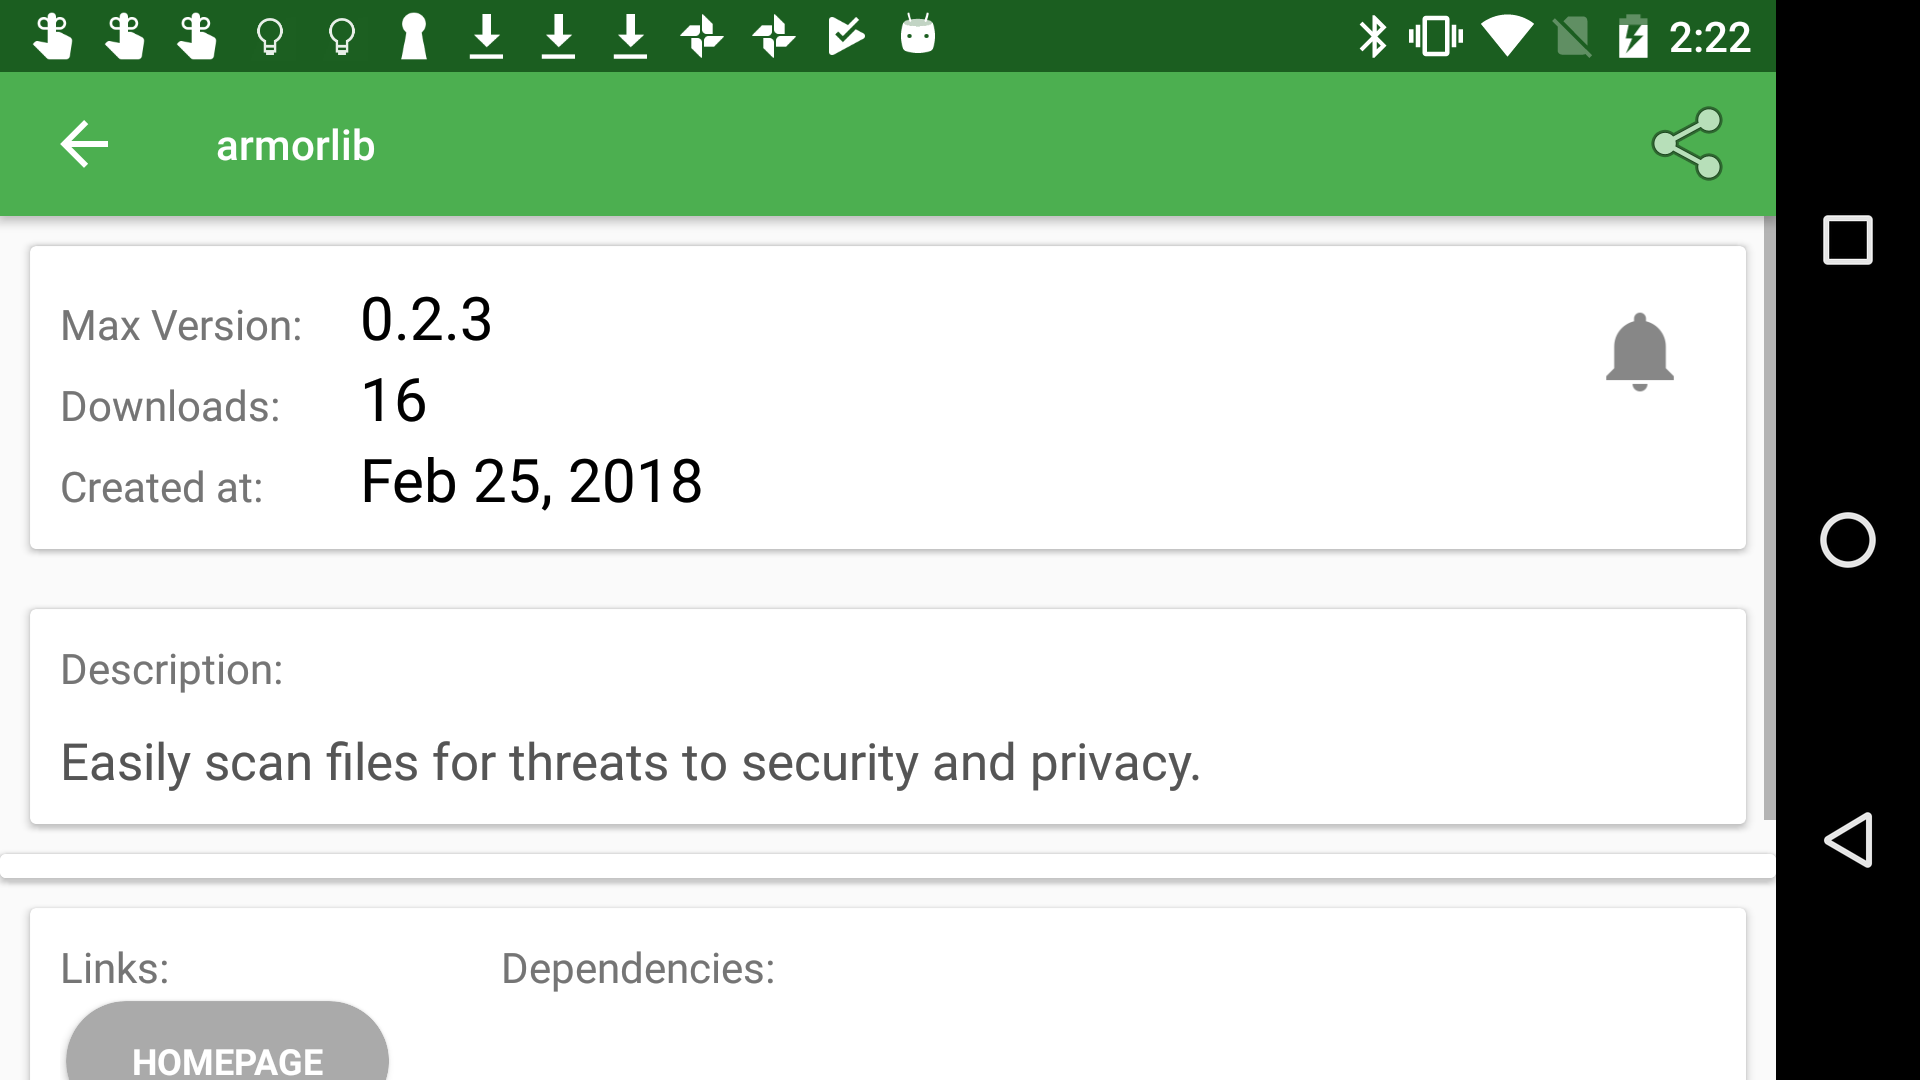 2:22
armorlib
Max Version: 0.2.3
Downloads: 16
Created at: Feb 25, 2018
Description:
Easily scan files for threats to security and privacy.
Links: Dependencies:
HOMEPAGE